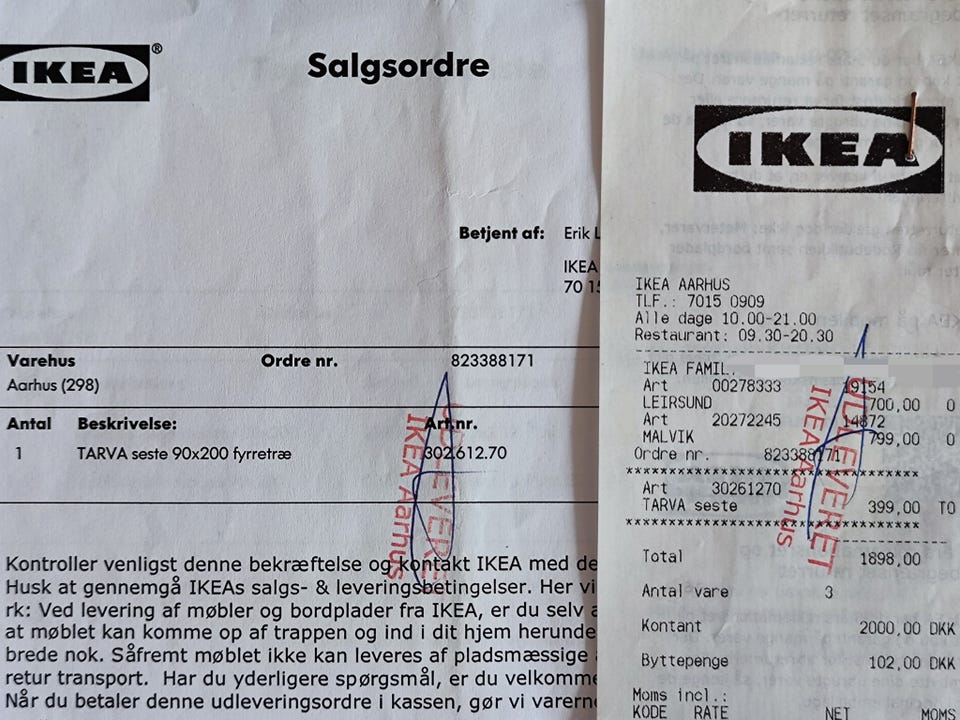 IKEA®
Salgsordre
Betjent af: Erik
IKEA
70 15
Varehus Ordre nr. 823388171
Aarhus (298)
Antal Beskrivelse: Art.nr.
1 TARVA seste 90x200 fyrretræ 302.612.70
UDLEVERET
IKEA Aarhus
Kontroller venligst denne bekræftelse og kontakt IKEA med
Husk at gennemgå IKEAs salgs- & leveringsbetingelser. Her
rk: Ved levering af møbler og bordplader fra IKEA, er du selv
at møblet kan komme op af trappen og ind i dit hjem
brede nok. Såfremt møblet ikke kan leveres af pladsmæssige
retur transport. Har du yderligere spørgsmål, er du
Når du betaler denne udleveringsordre i kassen, gør vi
IKEA
IKEA AARHUS
TLF.: 7015 0909
Alle dage 10.00-21.00
Restaurant: 09.30-20.30
IKEA FAMIL.
Art 00278333 19154
LEIRSUND 700,00 O
Art 20272245 14872
MALVIK 799,00 O
Ordre nr. 823388171
*****************************
Art 30261270
TARVA seste 399,00 TO
*****************************
UDLEVERET
IKEA Aarhus
Total 1898,00
Antal vare 3
Kontant 2000,00 DKK
Byttepenge 102,00 DKK
Moms incl.:
KODE RATE NET MOMS